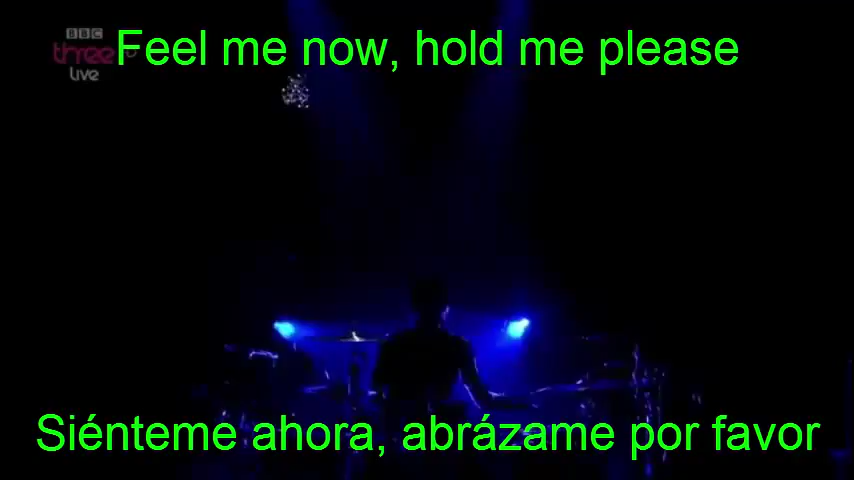 BBC
three
live
Feel me now, hold me please
Siénteme ahora, abrázame por favor